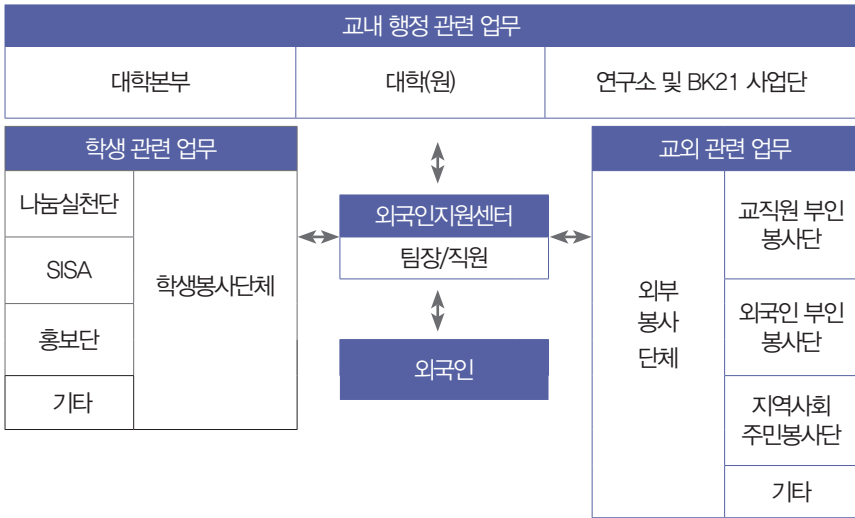 교내 행정 관련 업무
대학본부 대학(원) 연구소 및 BK21 사업단
학생 관련 업무
나눔실천단
SISA
홍보단
기타
학생봉사단체
외국인지원센터
팀장/직원
외국인
교외 관련 업무
외부
봉사
단체
교직원 부인
봉사단
외국인 부인
봉사단
지역사회
주민봉사단
기타